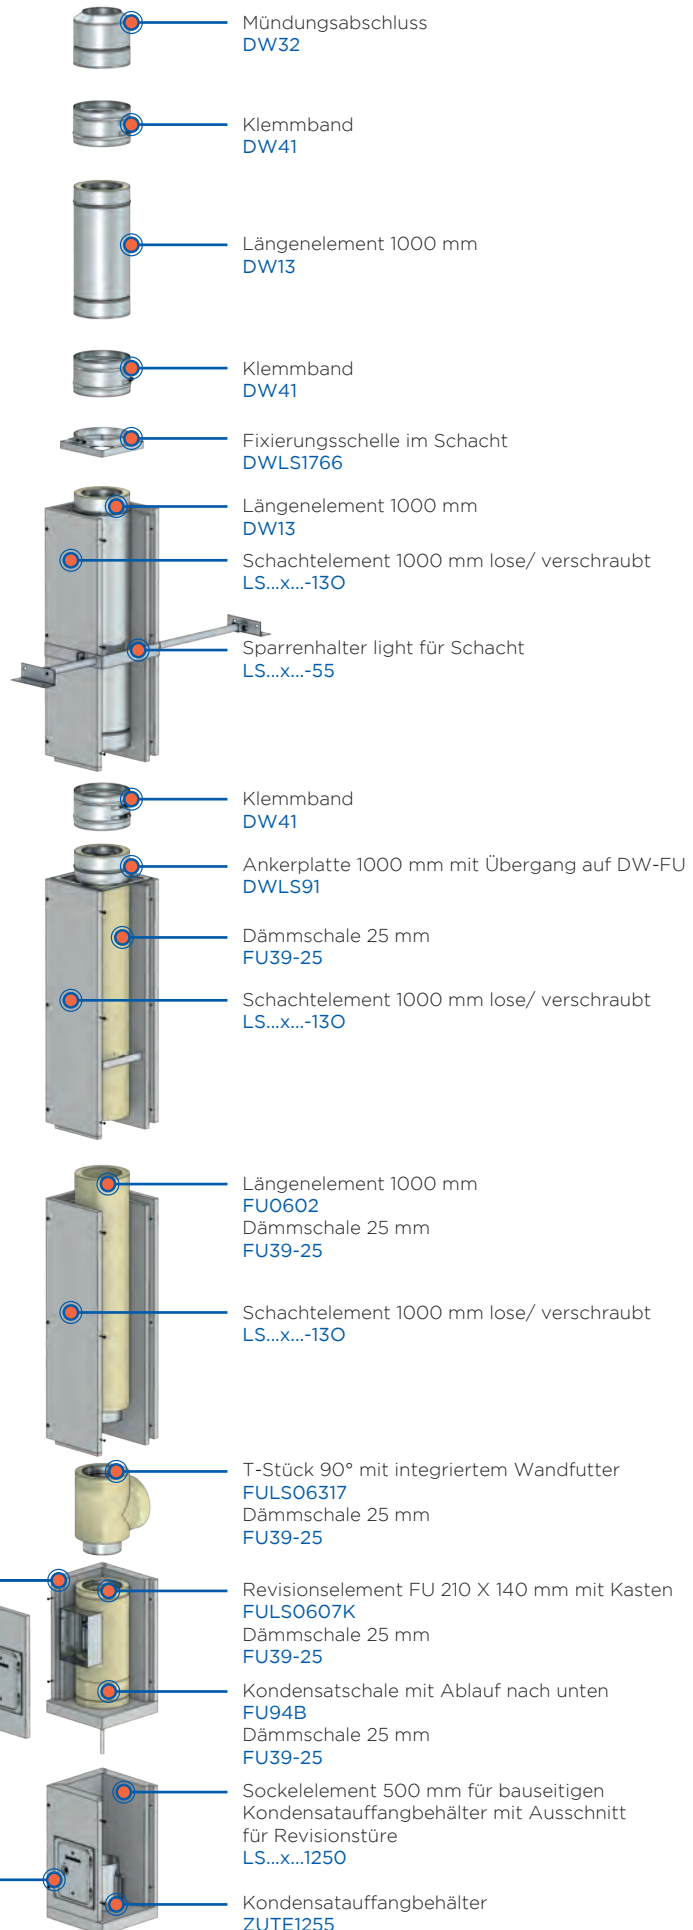 Mündungsabschluss
DW32
Klemmband
DW41
Längenelement 1000 mm
DW13
Klemmband
DW41
Fixierungsschelle im Schacht
DWLS1766
Längenelement 1000 mm
DW13
Schachtelement 1000 mm lose/ verschraubt
LS...x...-13O
Sparrenhalter light für Schacht
LS...x...-55
Klemmband
DW41
Ankerplatte 1000 mm mit Übergang auf DW-FU
DWLS91
Dämmschale 25 mm
FU39-25
Schachtelement 1000 mm lose/ verschraubt
LS...x...-13O
Längenelement 1000 mm
FU0602
Dämmschale 25 mm
FU39-25
Schachtelement 1000 mm lose/ verschraubt
LS...x...-13O
T-Stück 90° mit integriertem Wandfutter
FULS06317
Dämmschale 25 mm
FU39-25
Revisionselement FU 210 X 140 mm mit Kasten
FULS0607K
Dämmschale 25 mm
FU39-25
Kondensatschale mit Ablauf nach unten
FU94B
Dämmschale 25 mm
FU39-25
Sockelelement 500 mm für bauseitigen
Kondensatauffangbehälter mit Ausschnitt
für Revisionstüre
LS...x...1250
Kondensatauffangbehälter
ZUTE1255